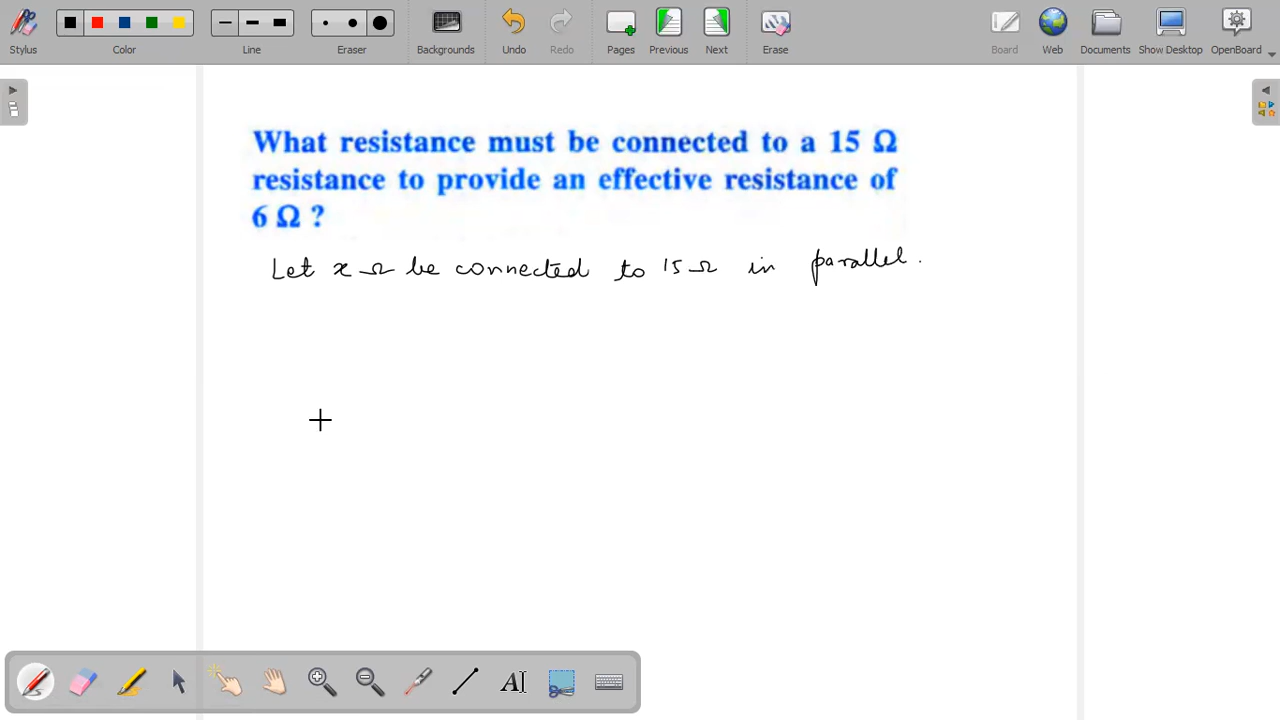 Stylus Color Line Eraser Backgrounds Undo Redo Pages Previous Next Erase Board Web Documents Show Desktop OpenBoard
What resistance must be connected to a 15 Ω
resistance to provide an effective resistance of
6 Ω ?
Let x Ω be connected to 15 Ω in parallel.